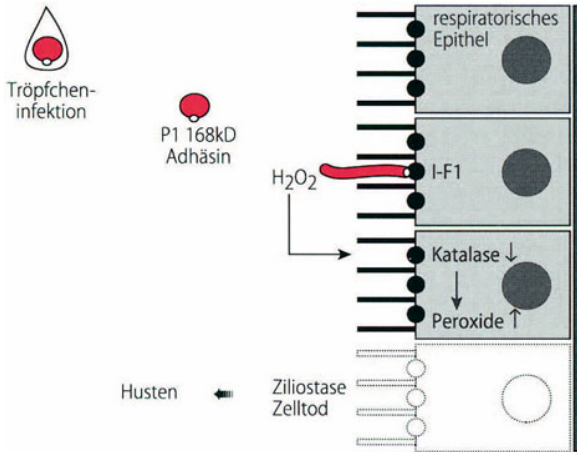 respiratorisches
Epithel
Tröpfchen-
infektion
P1 168kD
Adhäsin
H₂O₂
I-F1
Katalase ↓
Peroxide ↑
Husten
Ziliostase
Zelltod